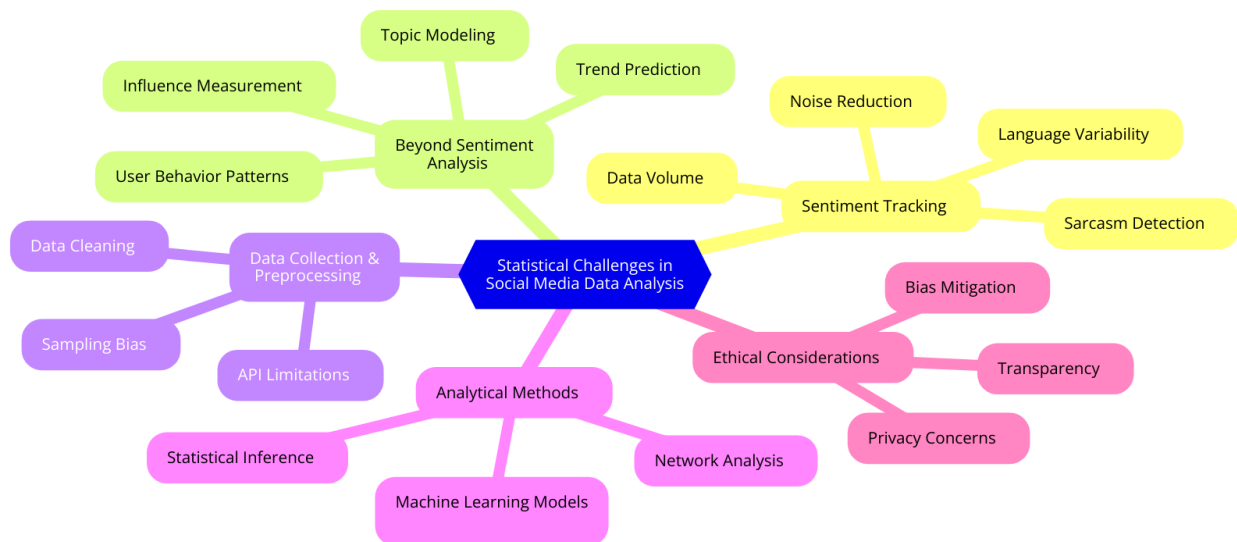 Topic Modeling
Trend Prediction
Influence Measurement
Beyond Sentiment
Analysis
User Behavior Patterns
Noise Reduction
Language Variability
Data Volume
Sentiment Tracking
Sarcasm Detection
Data Cleaning
Data Collection &
Preprocessing
Sampling Bias
API Limitations
Statistical Challenges in
Social Media Data Analysis
Bias Mitigation
Ethical Considerations
Transparency
Privacy Concerns
Analytical Methods
Statistical Inference
Machine Learning Models
Network Analysis